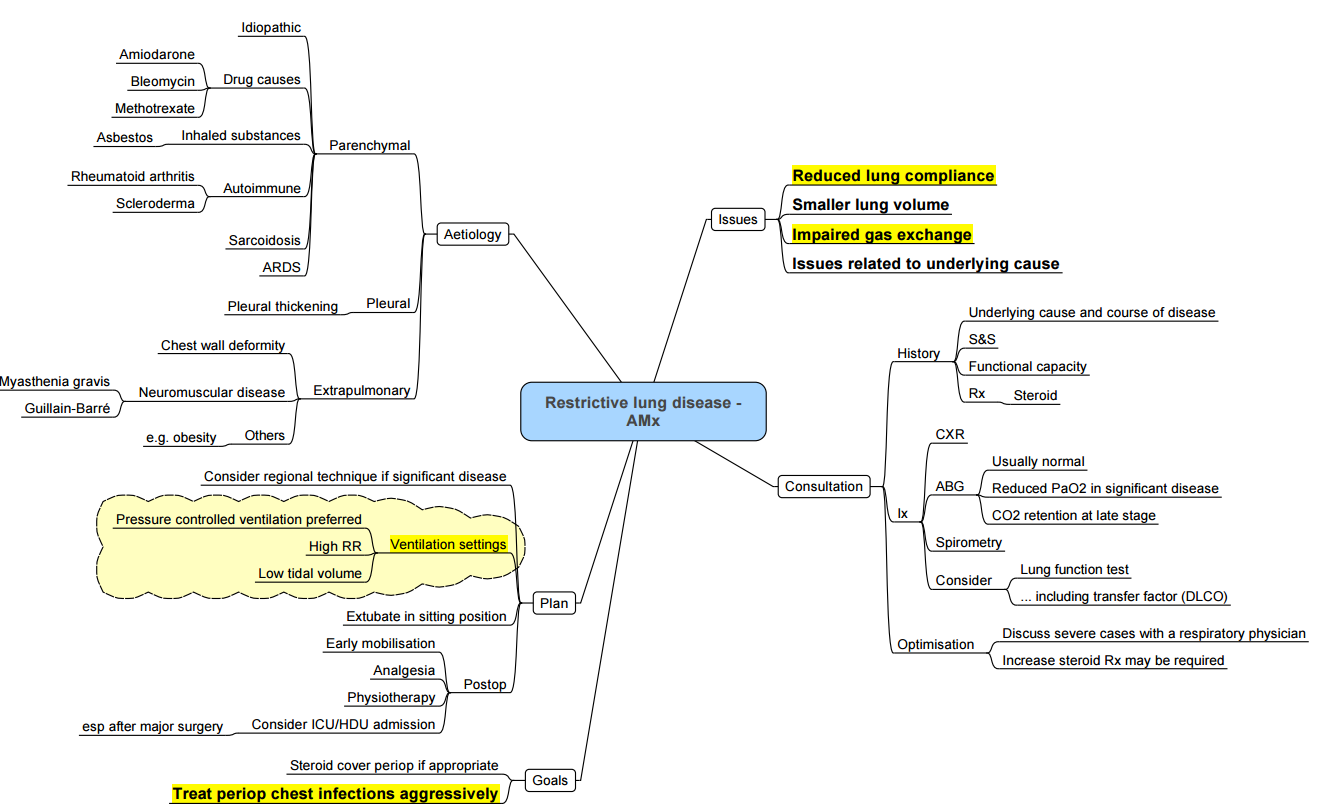 Restrictive lung disease -
AMx
Issues
Reduced lung compliance
Smaller lung volume
Impaired gas exchange
Issues related to underlying cause
Consultation
History
Underlying cause and course of disease
S&S
Functional capacity
Rx
Steroid
Ix
CXR
ABG
Usually normal
Reduced PaO2 in significant disease
CO2 retention at late stage
Spirometry
Consider
Lung function test
... including transfer factor (DLCO)
Optimisation
Discuss severe cases with a respiratory physician
Increase steroid Rx may be required
Aetiology
Parenchymal
Idiopathic
Drug causes
Amiodarone
Bleomycin
Methotrexate
Inhaled substances
Asbestos
Autoimmune
Rheumatoid arthritis
Scleroderma
Sarcoidosis
ARDS
Pleural
Pleural thickening
Extrapulmonary
Chest wall deformity
Neuromuscular disease
Myasthenia gravis
Guillain-Barré
Others
e.g. obesity
Plan
Consider regional technique if significant disease
Ventilation settings
Pressure controlled ventilation preferred
High RR
Low tidal volume
Extubate in sitting position
Postop
Early mobilisation
Analgesia
Physiotherapy
Consider ICU/HDU admission
esp after major surgery
Goals
Steroid cover periop if appropriate
Treat periop chest infections aggressively